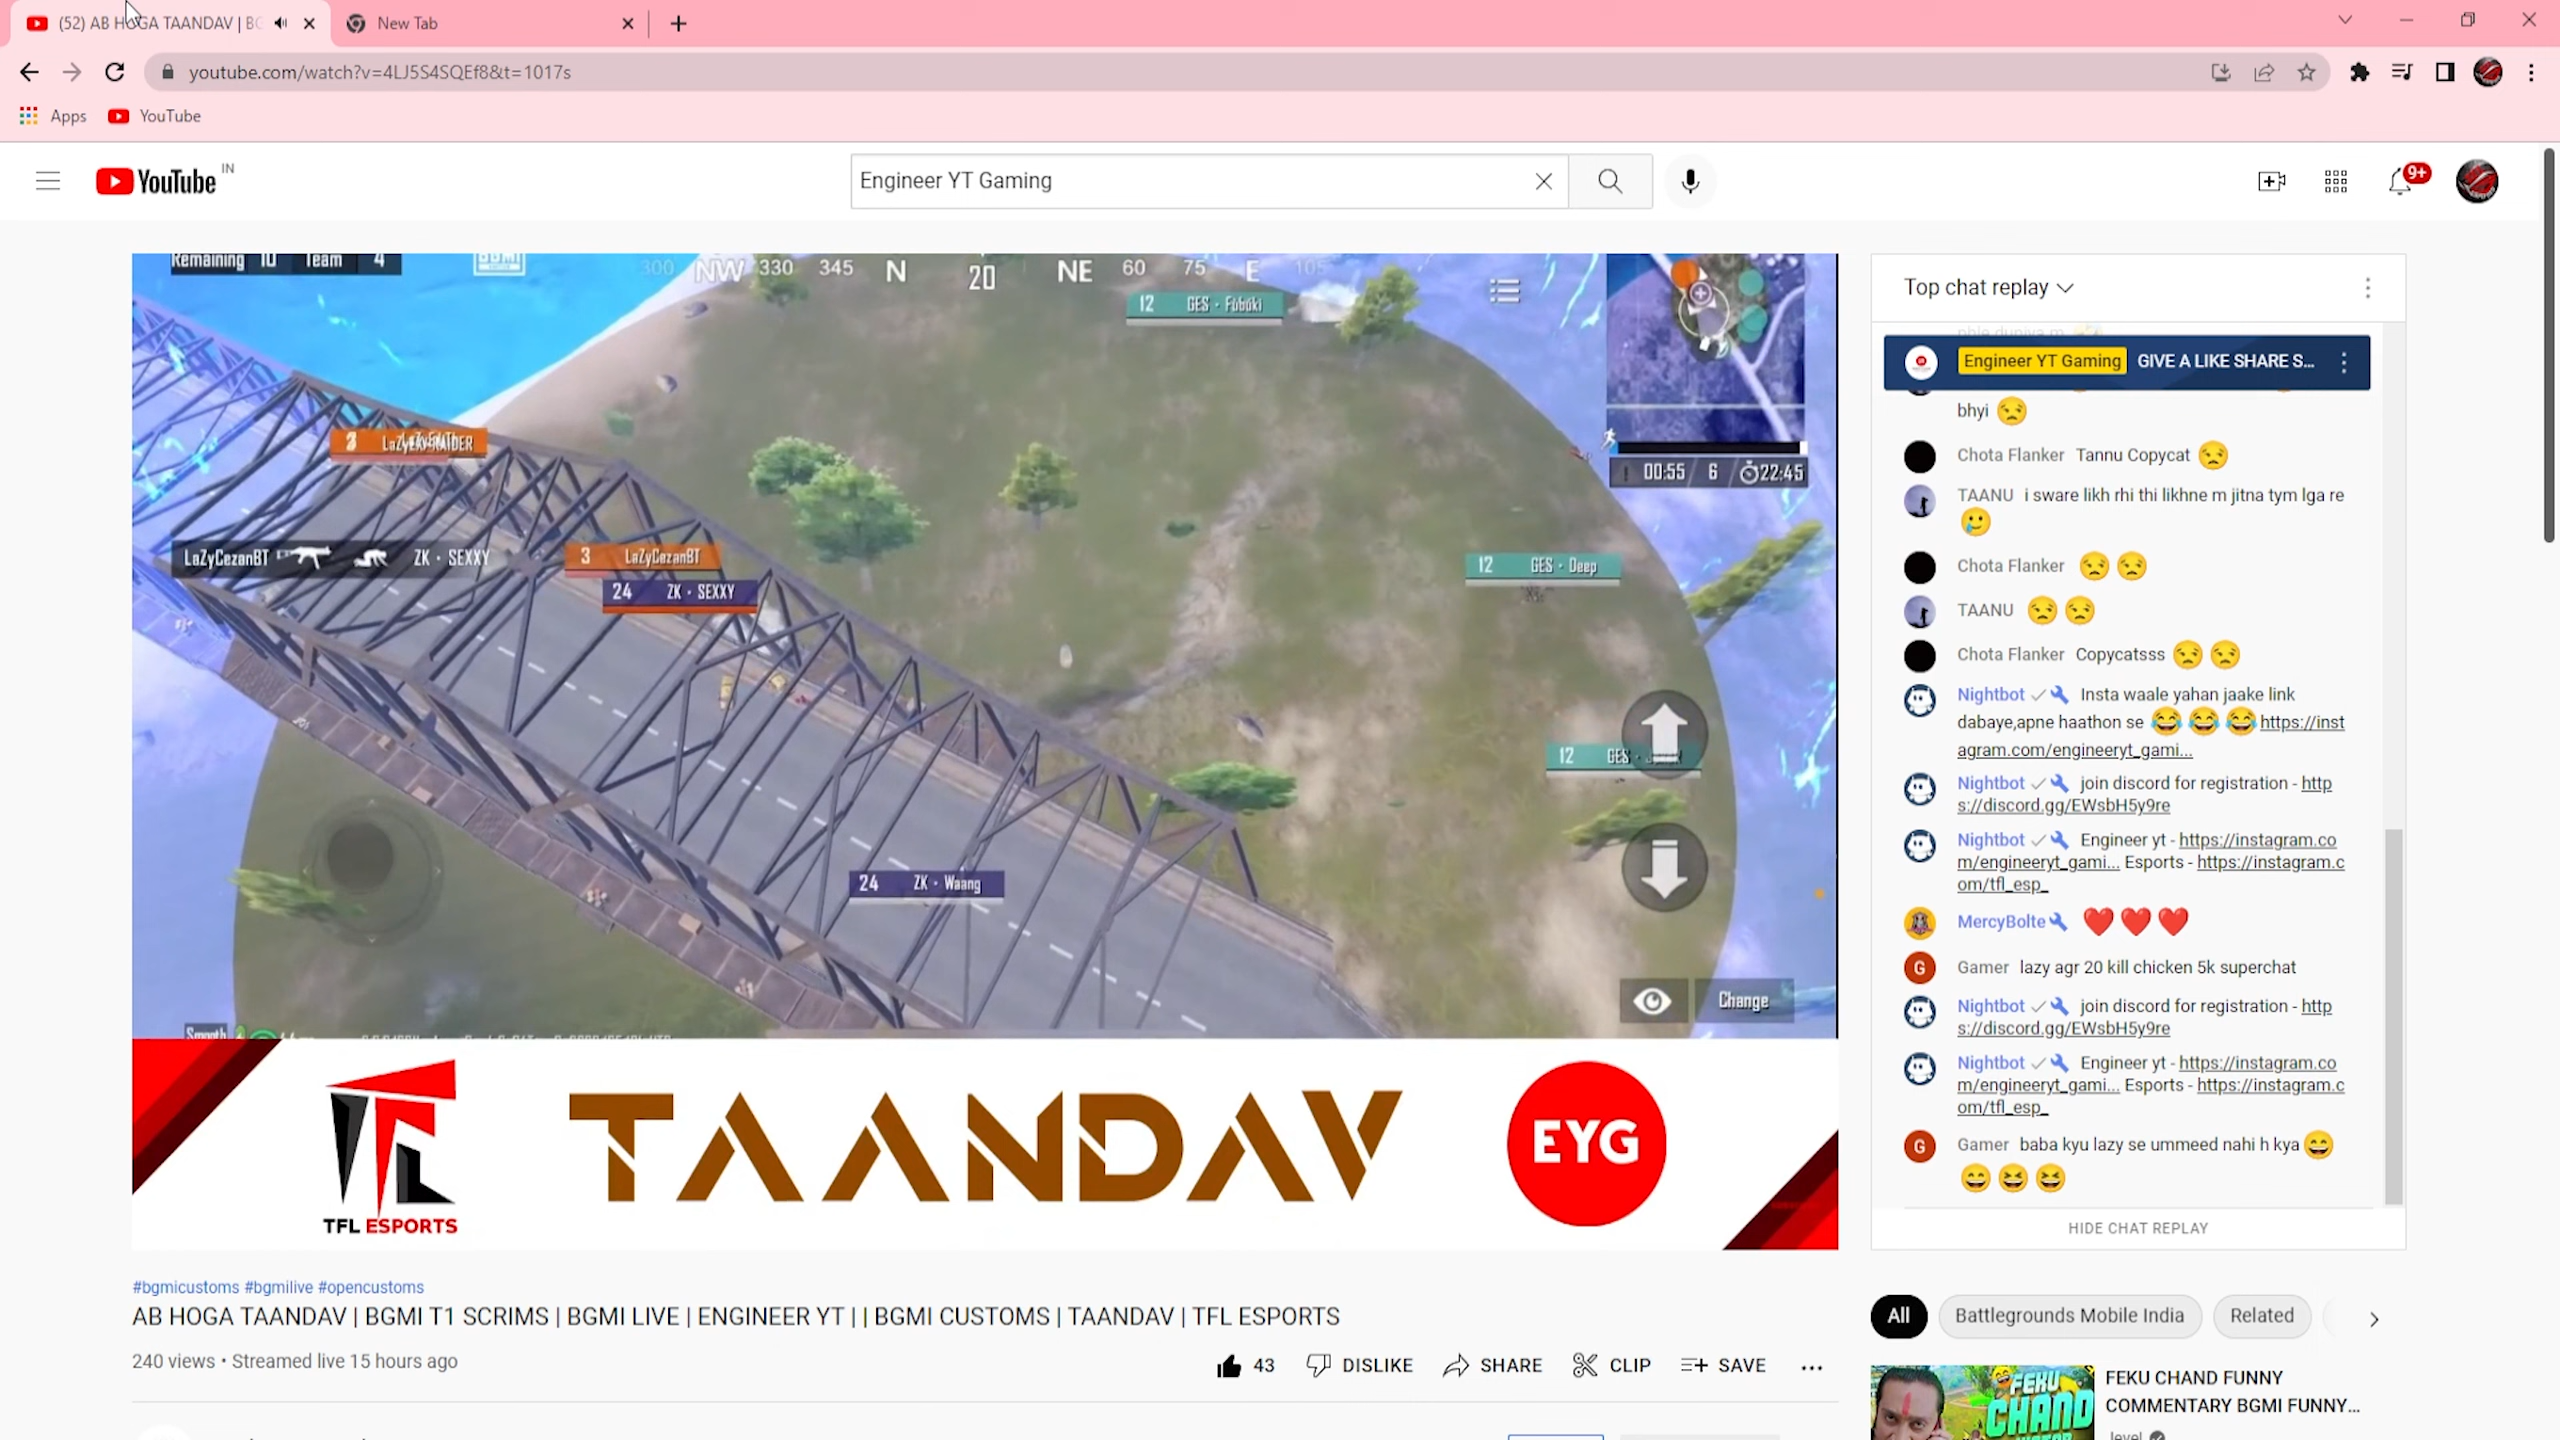 (52) AB HOGA TAANDAV | BG
New Tab
youtube.com/watch?v=4LJ5S4SQEf8&t=1017s
Apps
YouTube
YouTube IN
Engineer YT Gaming
9+
Remaining 10 Team 4
300 NW 330 345 N 20 NE 60 75 E 105
12 GES · Fubuki
LaZyCezanBT ZK · SEXXY
3 LaZyCezanBT
24 ZK · SEXXY
00:55 6 22:45
12 GES · Deep
12 GES ·
24 ZK · Waang
Change
Smooth
TFL ESPORTS
TAANDAV
EYG
#bgmicustoms #bgmilive #opencustoms
AB HOGA TAANDAV | BGMI T1 SCRIMS | BGMI LIVE | ENGINEER YT | | BGMI CUSTOMS | TAANDAV | TFL ESPORTS
240 views • Streamed live 15 hours ago
43 DISLIKE SHARE CLIP SAVE ...
Top chat replay
Engineer YT Gaming GIVE A LIKE SHARE S...
bhyi 😒
Chota Flanker Tannu Copycat 😒
TAANU i sware likh rhi thi likhne m jitna tym lga re
🥲
Chota Flanker 😒😒
TAANU 😒😒
Chota Flanker Copycatsss 😒😒
Nightbot Insta waale yahan jaake link
dabaye,apne haathon se 😂😂😂 https://inst
agram.com/engineeryt_gami...
Nightbot join discord for registration - http
s://discord.gg/EWsbH5y9re
Nightbot Engineer yt - https://instagram.co
m/engineeryt_gami... Esports - https://instagram.c
om/tfl_esp_
MercyBolte ❤️❤️❤️
Gamer lazy agr 20 kill chicken 5k superchat
Nightbot join discord for registration - http
s://discord.gg/EWsbH5y9re
Nightbot Engineer yt - https://instagram.co
m/engineeryt_gami... Esports - https://instagram.c
om/tfl_esp_
G Gamer baba kyu lazy se ummeed nahi h kya 😄
😄😆😆
HIDE CHAT REPLAY
All
Battlegrounds Mobile India
Related
FEKU CHAND
FEKU CHAND FUNNY
COMMENTARY BGMI FUNNY...